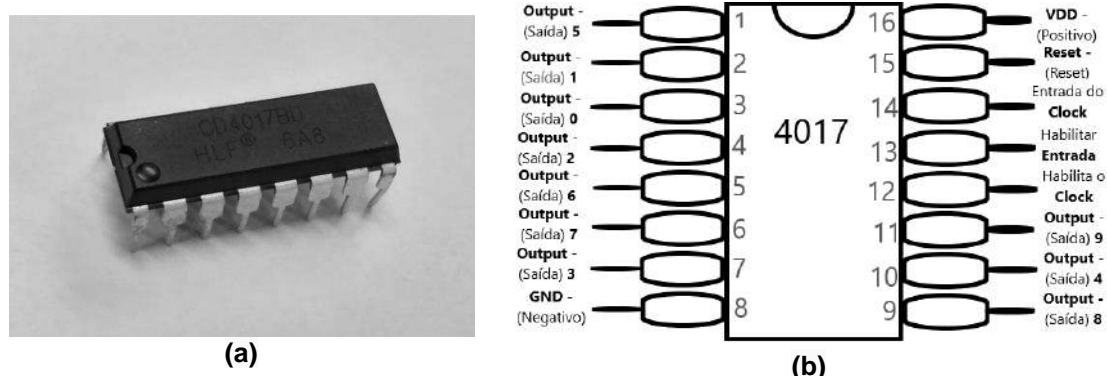 CD4017BD
HLF® 6A8
(a)
Output -
(Saída) 5
Output -
(Saída) 1
Output -
(Saída) 0
Output -
(Saída) 2
Output -
(Saída) 6
Output -
(Saída) 7
Output -
(Saída) 3
GND -
(Negativo)
1
2
3
4
5
6
7
8
4017
16
15
14
13
12
11
10
9
VDD -
(Positivo)
Reset -
(Reset)
Entrada do
Clock
Habilitar
Entrada
Habilita o
Clock
Output -
(Saída) 9
Output -
(Saída) 4
Output -
(Saída) 8
(b)